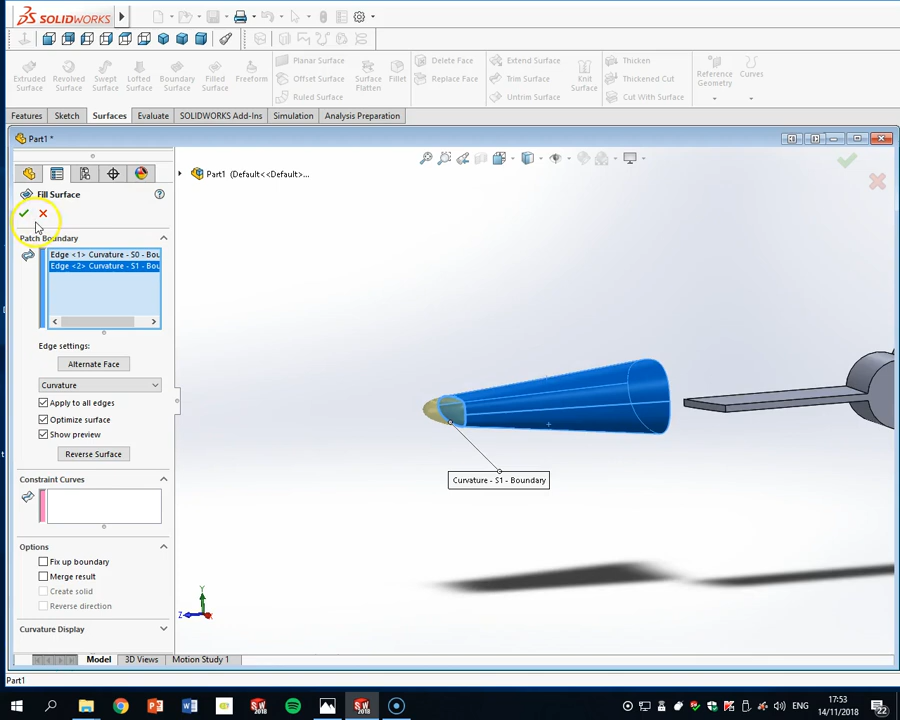 SOLIDWORKS
Extruded Surface
Revolved Surface
Swept Surface
Lofted Surface
Boundary Surface
Filled Surface
Freeform
Planar Surface
Offset Surface
Ruled Surface
Surface Flatten
Fillet
Delete Face
Replace Face
Extend Surface
Trim Surface
Untrim Surface
Knit Surface
Thicken
Thickened Cut
Cut With Surface
Reference Geometry
Curves
Features Sketch Surfaces Evaluate SOLIDWORKS Add-Ins Simulation Analysis Preparation
Part1 *
Part1 (Default<<Default>...
Fill Surface
Patch Boundary
Edge <1> Curvature - S0 - Bou
Edge <2> Curvature - S1 - Bou
Edge settings:
Alternate Face
Curvature
Apply to all edges
Optimize surface
Show preview
Reverse Surface
Constraint Curves
Options
Fix up boundary
Merge result
Create solid
Reverse direction
Curvature Display
Curvature - S1 - Boundary
Y
Z
Model 3D Views Motion Study 1
Part1
17:53
14/11/2018
22